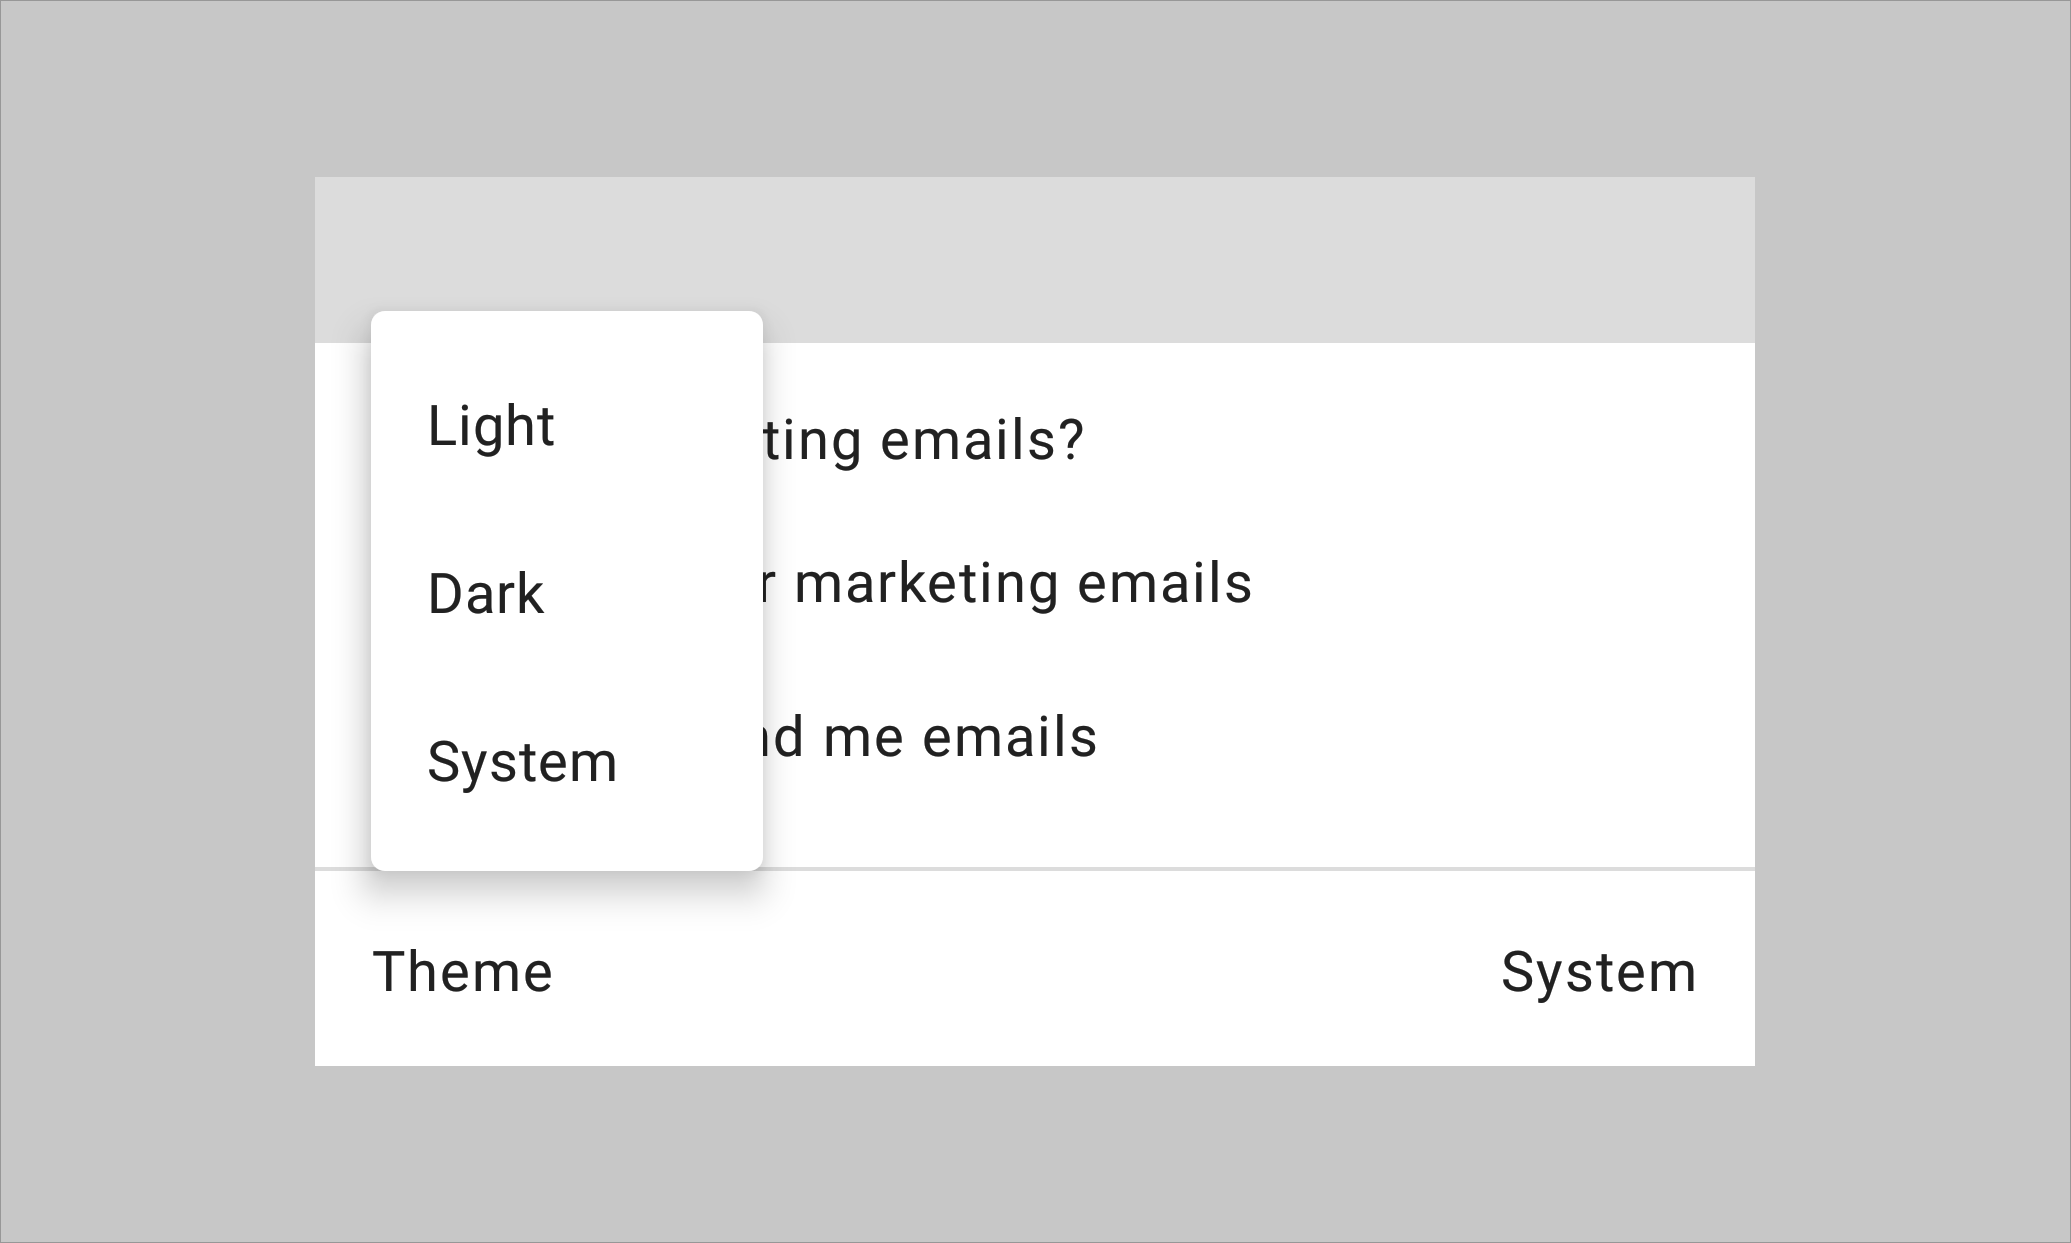 Light
ting emails?
Dark
r marketing emails
System
d me emails
Theme
System